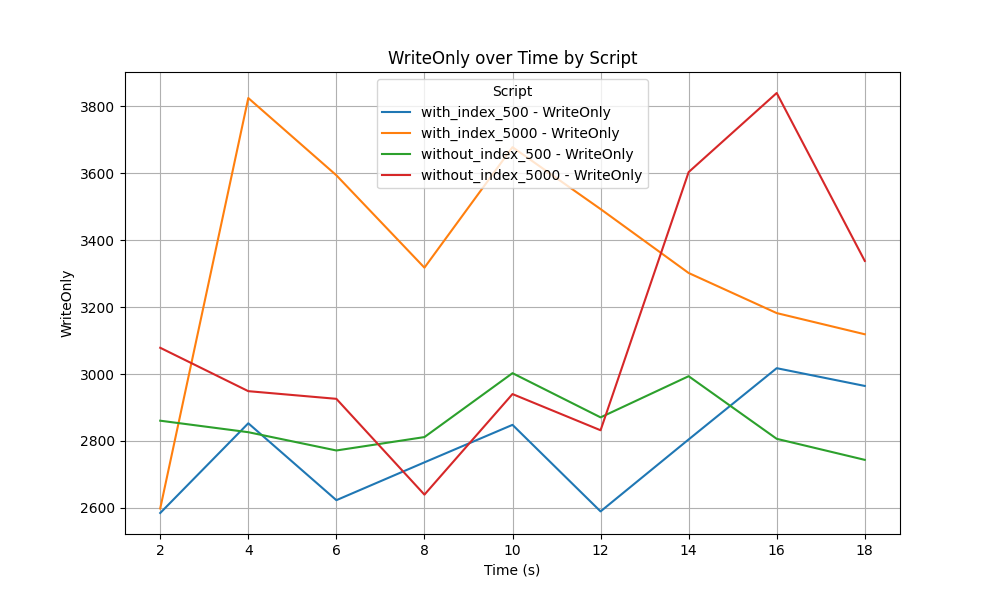 WriteOnly over Time by Script
Script
with_index_500 - WriteOnly
with_index_5000 - WriteOnly
without_index_500 - WriteOnly
without_index_5000 - WriteOnly
WriteOnly
3800
3600
3400
3200
3000
2800
2600
2 4 6 8 10 12 14 16 18
Time (s)